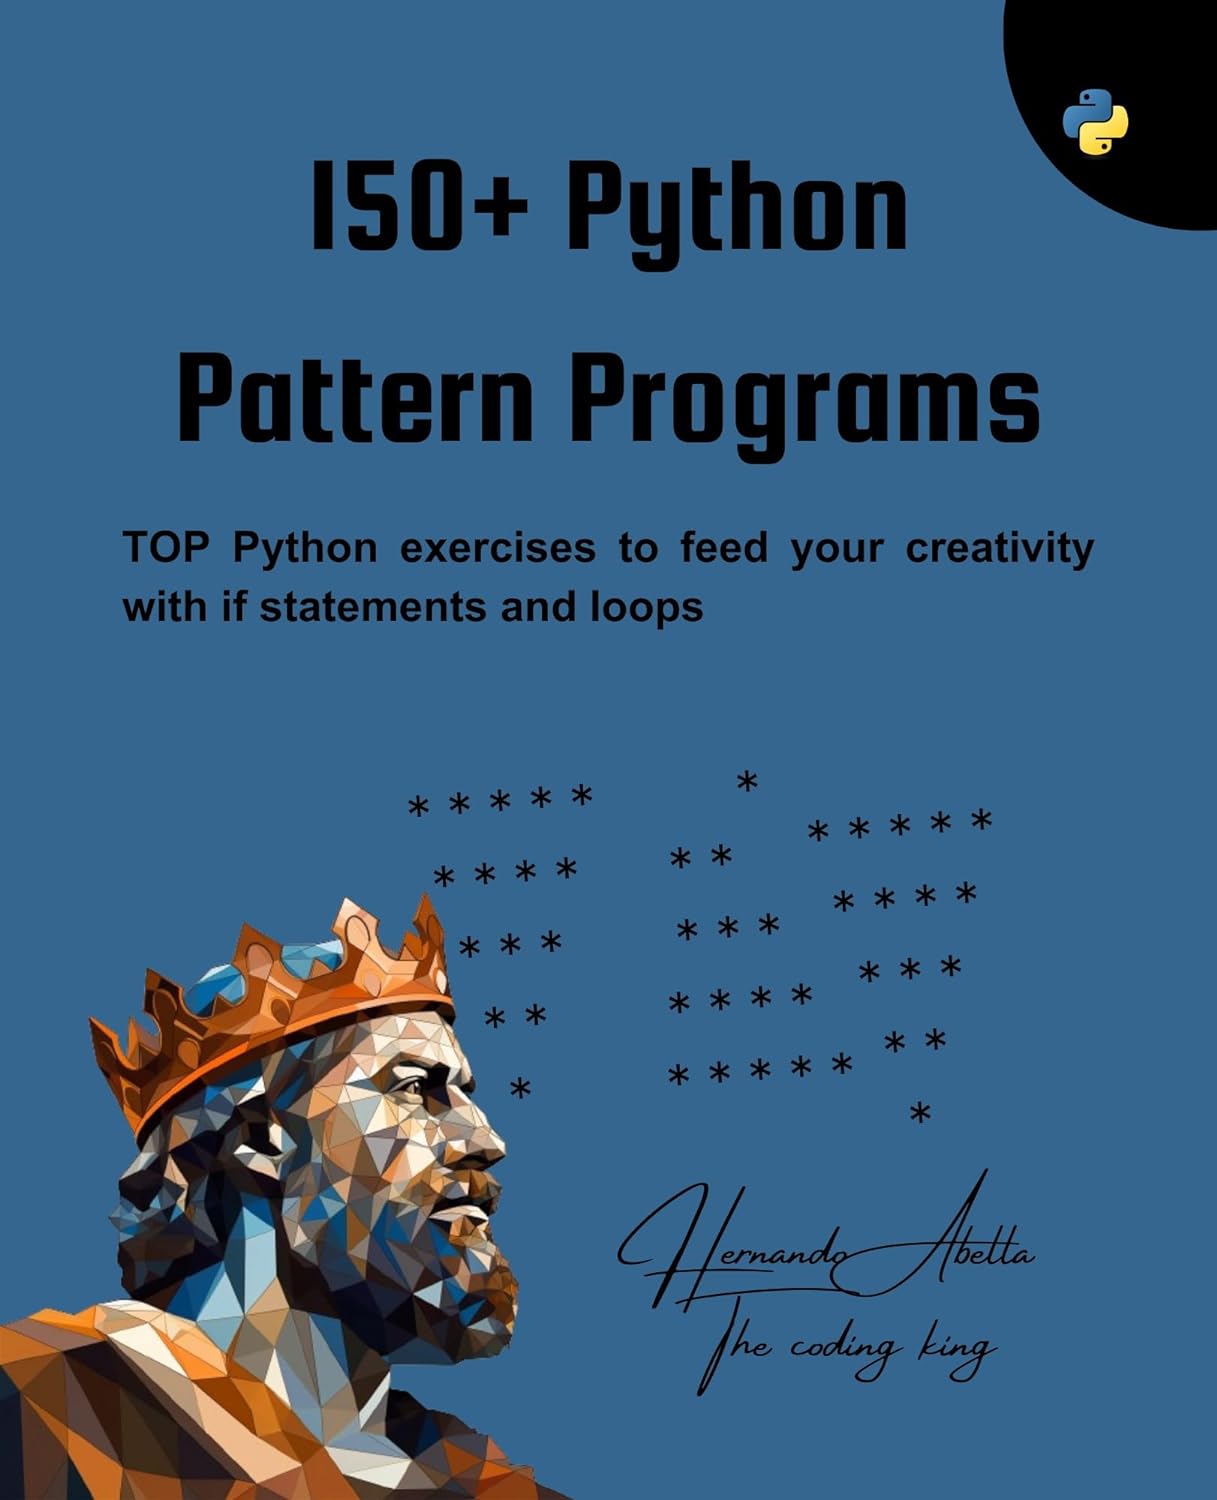 150+ Python
Pattern Programs
TOP Python exercises to feed your creativity
with if statements and loops
* * * * *
* * * *
* * *
* *
*
*
* *
* * *
* * * *
* * * * *
* * * * *
* * * *
* * *
* *
*
Hernando Abella
The coding king